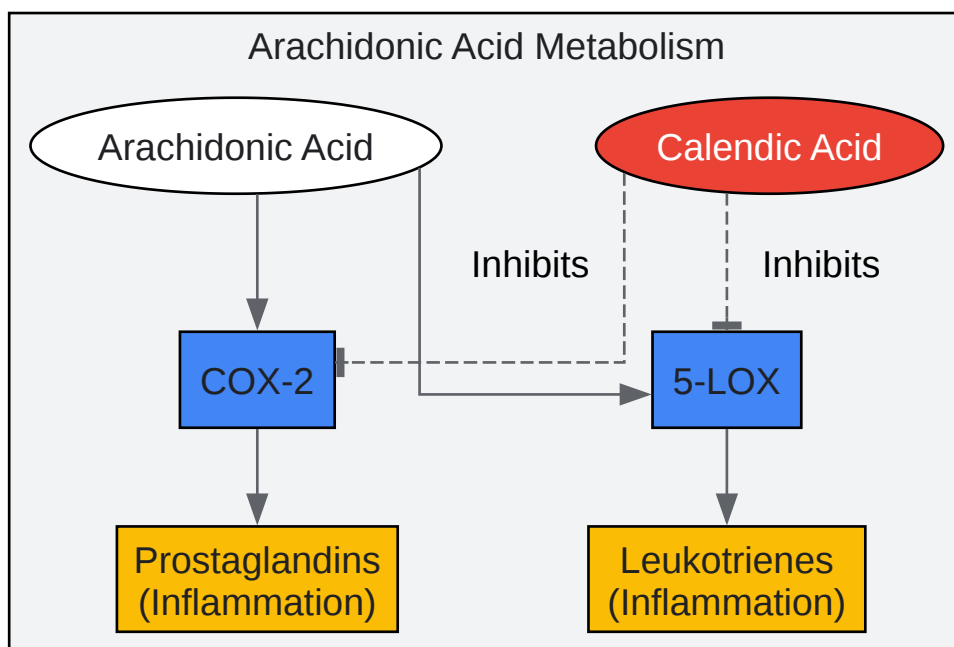 Arachidonic Acid Metabolism
Arachidonic Acid
Calendic Acid
Inhibits
Inhibits
COX-2
5-LOX
Prostaglandins
(Inflammation)
Leukotrienes
(Inflammation)